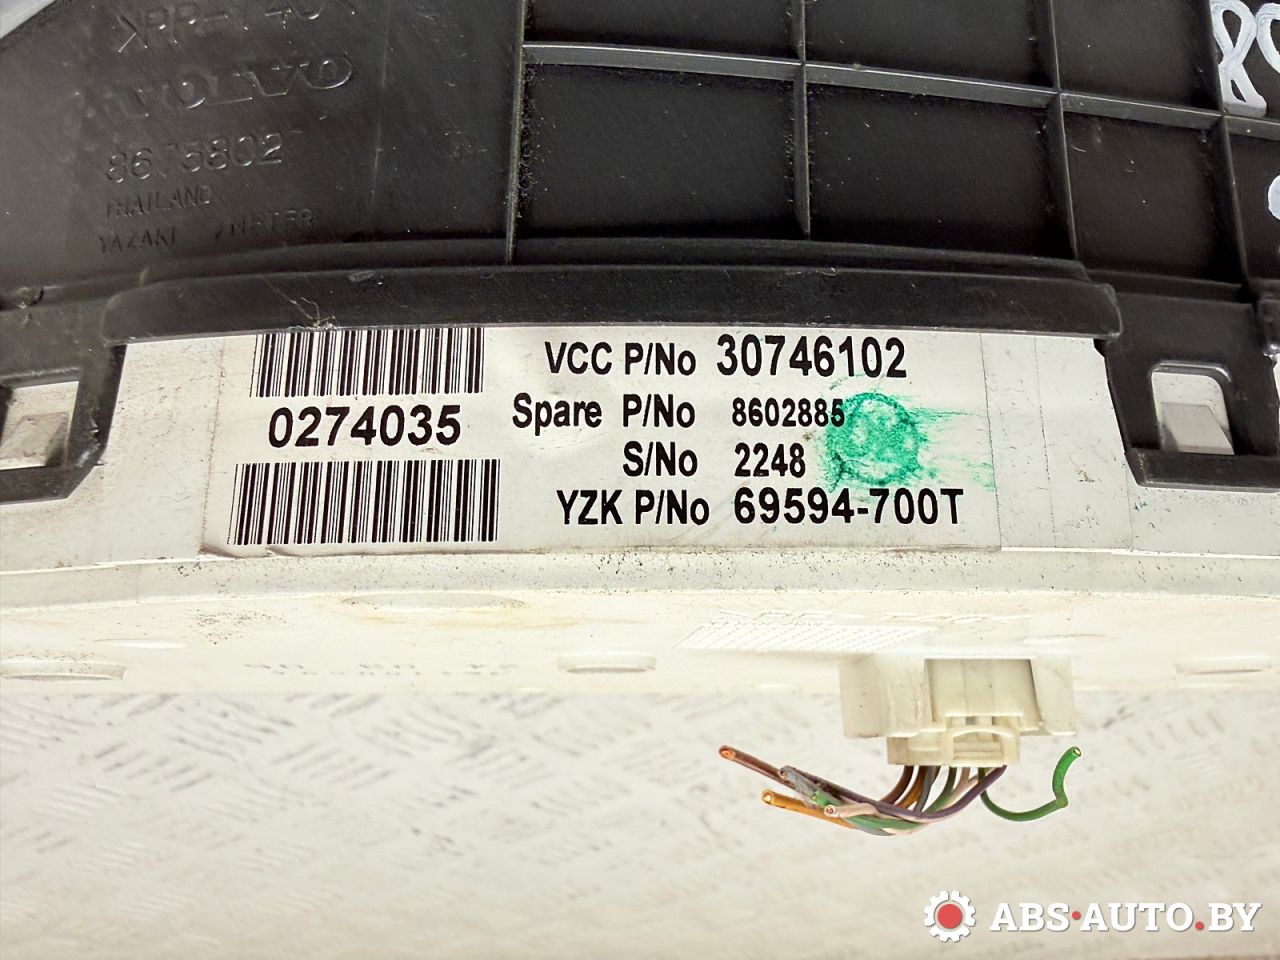 VOLVO
8673802
THAILAND
YAZAKI
VCC P/No 30746102
0274035
Spare P/No 8602885
S/No 2248
YZK P/No 69594-700T
ABS·AUTO.BY